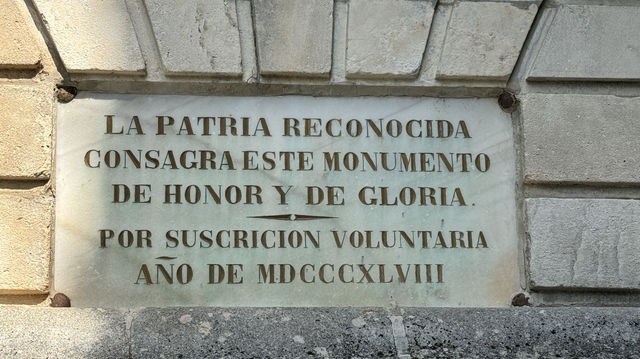 LA PATRIA RECONOCIDA
CONSAGRA ESTE MONUMENTO
DE HONOR Y DE GLORIA.
POR SUSCRICION VOLUNTARIA
AÑO DE MDCCCXLVIII